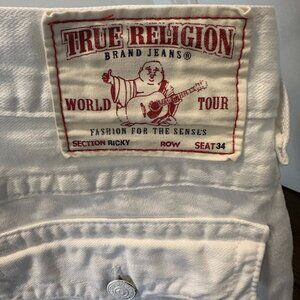 TRUE RELIGION
BRAND JEANS®
WORLD TOUR
FASHION FOR THE SENSES
SECTION RICKY ROW SEAT 34